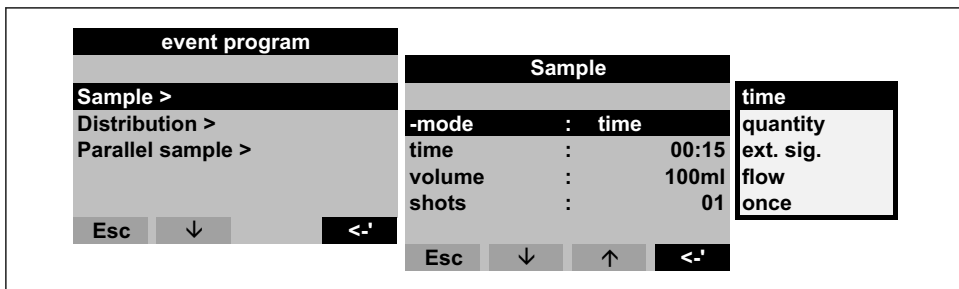 event program
Sample >
Distribution >
Parallel sample >
Esc ↓ <-'
Sample
-mode : time
time : 00:15
volume : 100ml
shots : 01
Esc ↓ ↑ <-'
time
quantity
ext. sig.
flow
once